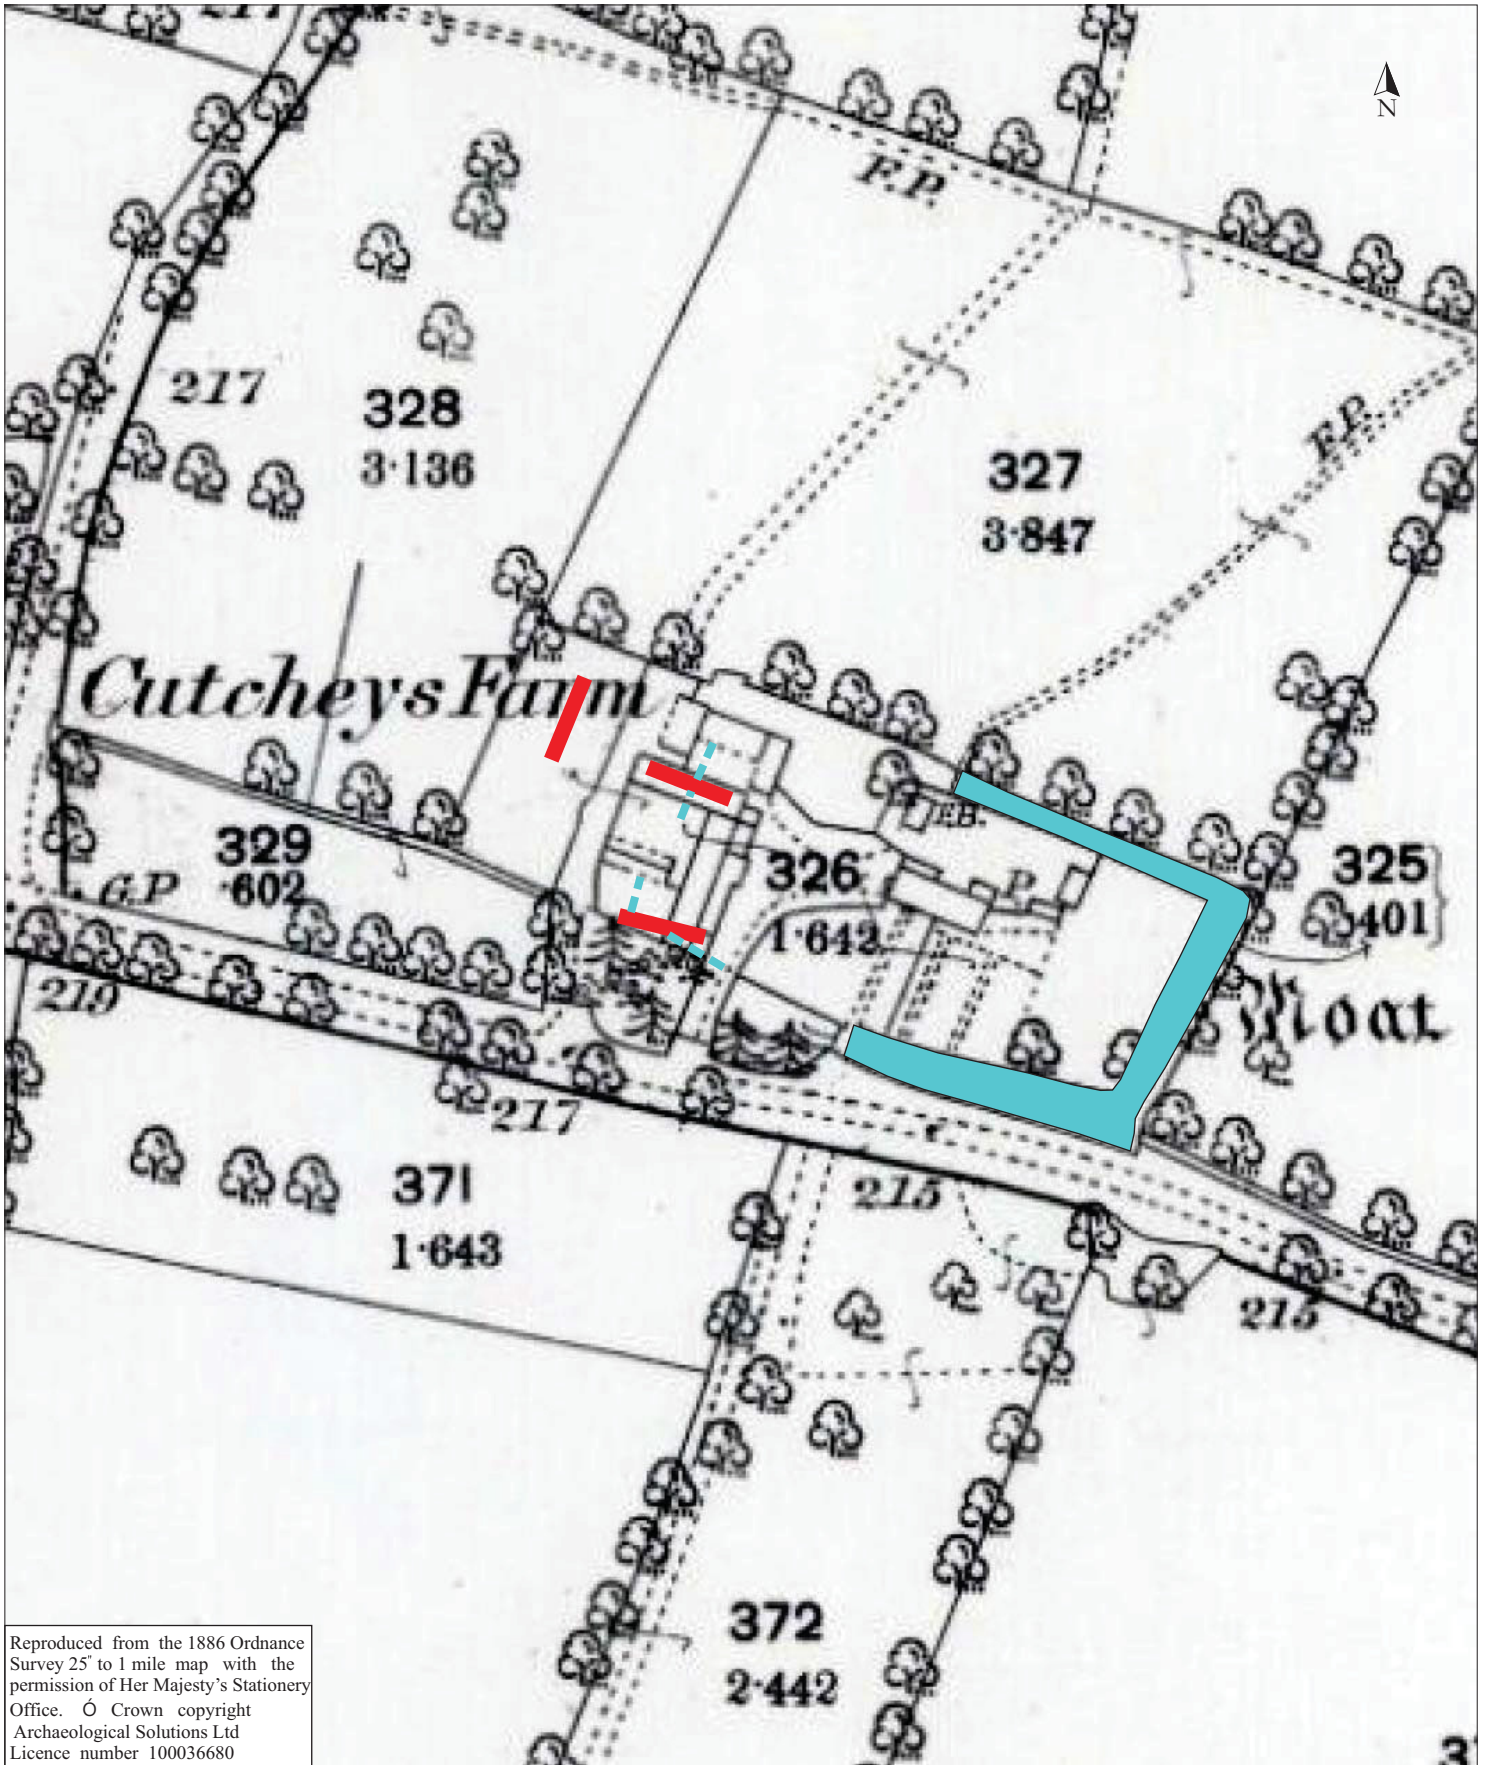 217
N
F.P.
217
328
3·136
F.P.
327
3·847
Cutcheys Farm
329
·602
G.P
326
1·642
P.
325
401
Moat
219
217
215
371
1·643
215
372
2·442
Reproduced from the 1886 Ordnance
Survey 25" to 1 mile map with the
permission of Her Majesty's Stationery
Office. Ó Crown copyright
Archaeological Solutions Ltd
Licence number 100036680